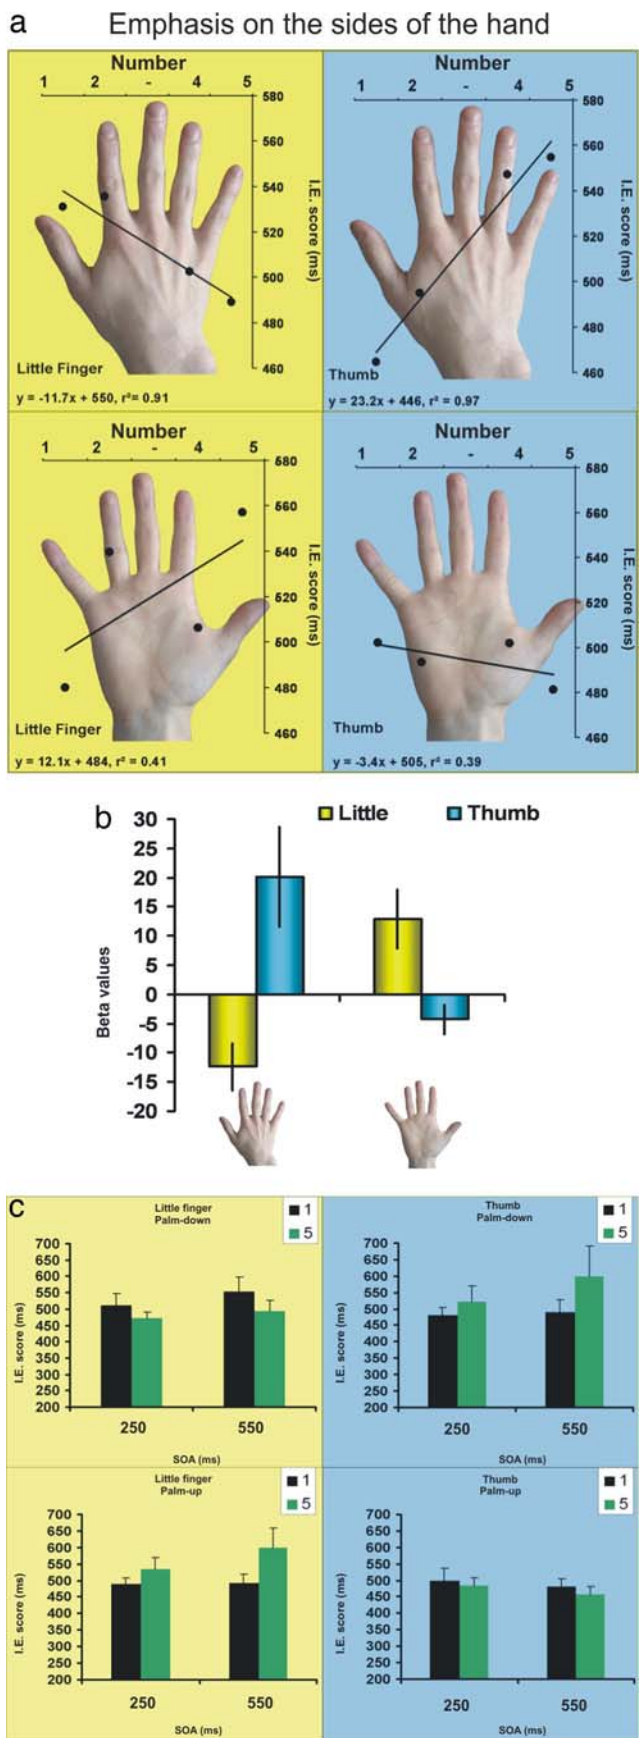 a Emphasis on the sides of the hand
Number
1 2 - 4 5
580
560
540
520
500
480
460
I.E. score (ms)
Little Finger
y = -11.7x + 550, r²= 0.91
Number
1 2 - 4 5
580
560
540
520
500
480
460
I.E. score (ms)
Thumb
y = 23.2x + 446, r² = 0.97
Number
1 2 - 4 5
580
560
540
520
500
480
460
I.E. score (ms)
Little Finger
y = 12.1x + 484, r² = 0.41
Number
1 2 - 4 5
580
560
540
520
500
480
460
I.E. score (ms)
Thumb
y = -3.4x + 505, r² = 0.39
b
Little Thumb
30
25
20
15
10
5
0
-5
-10
-15
-20
Beta values
c
Little finger
Palm-down
1
5
700
650
600
550
500
450
400
350
300
250
200
I.E. score (ms)
250 550
SOA (ms)
Thumb
Palm-down
1
5
700
650
600
550
500
450
400
350
300
250
200
I.E. score (ms)
250 550
SOA (ms)
Little finger
Palm-up
1
5
700
650
600
550
500
450
400
350
300
250
200
I.E. score (ms)
250 550
SOA (ms)
Thumb
Palm-up
1
5
700
650
600
550
500
450
400
350
300
250
200
I.E. score (ms)
250 550
SOA (ms)